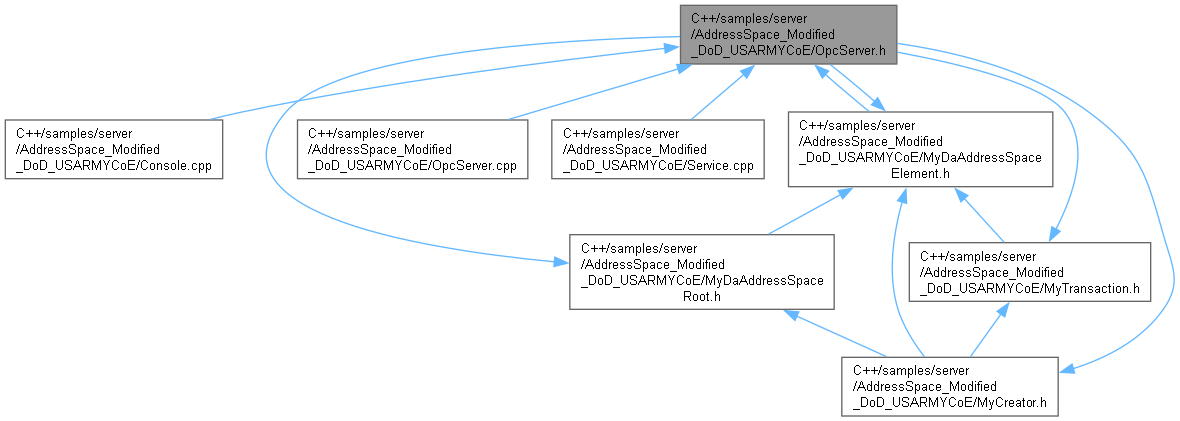 C++/samples/server
/AddressSpace_Modified
_DoD_USARMYCoE/OpcServer.h
C++/samples/server
/AddressSpace_Modified
_DoD_USARMYCoE/Console.cpp
C++/samples/server
/AddressSpace_Modified
_DoD_USARMYCoE/OpcServer.cpp
C++/samples/server
/AddressSpace_Modified
_DoD_USARMYCoE/Service.cpp
C++/samples/server
/AddressSpace_Modified
_DoD_USARMYCoE/MyDaAddressSpace
Element.h
C++/samples/server
/AddressSpace_Modified
_DoD_USARMYCoE/MyDaAddressSpace
Root.h
C++/samples/server
/AddressSpace_Modified
_DoD_USARMYCoE/MyTransaction.h
C++/samples/server
/AddressSpace_Modified
_DoD_USARMYCoE/MyCreator.h